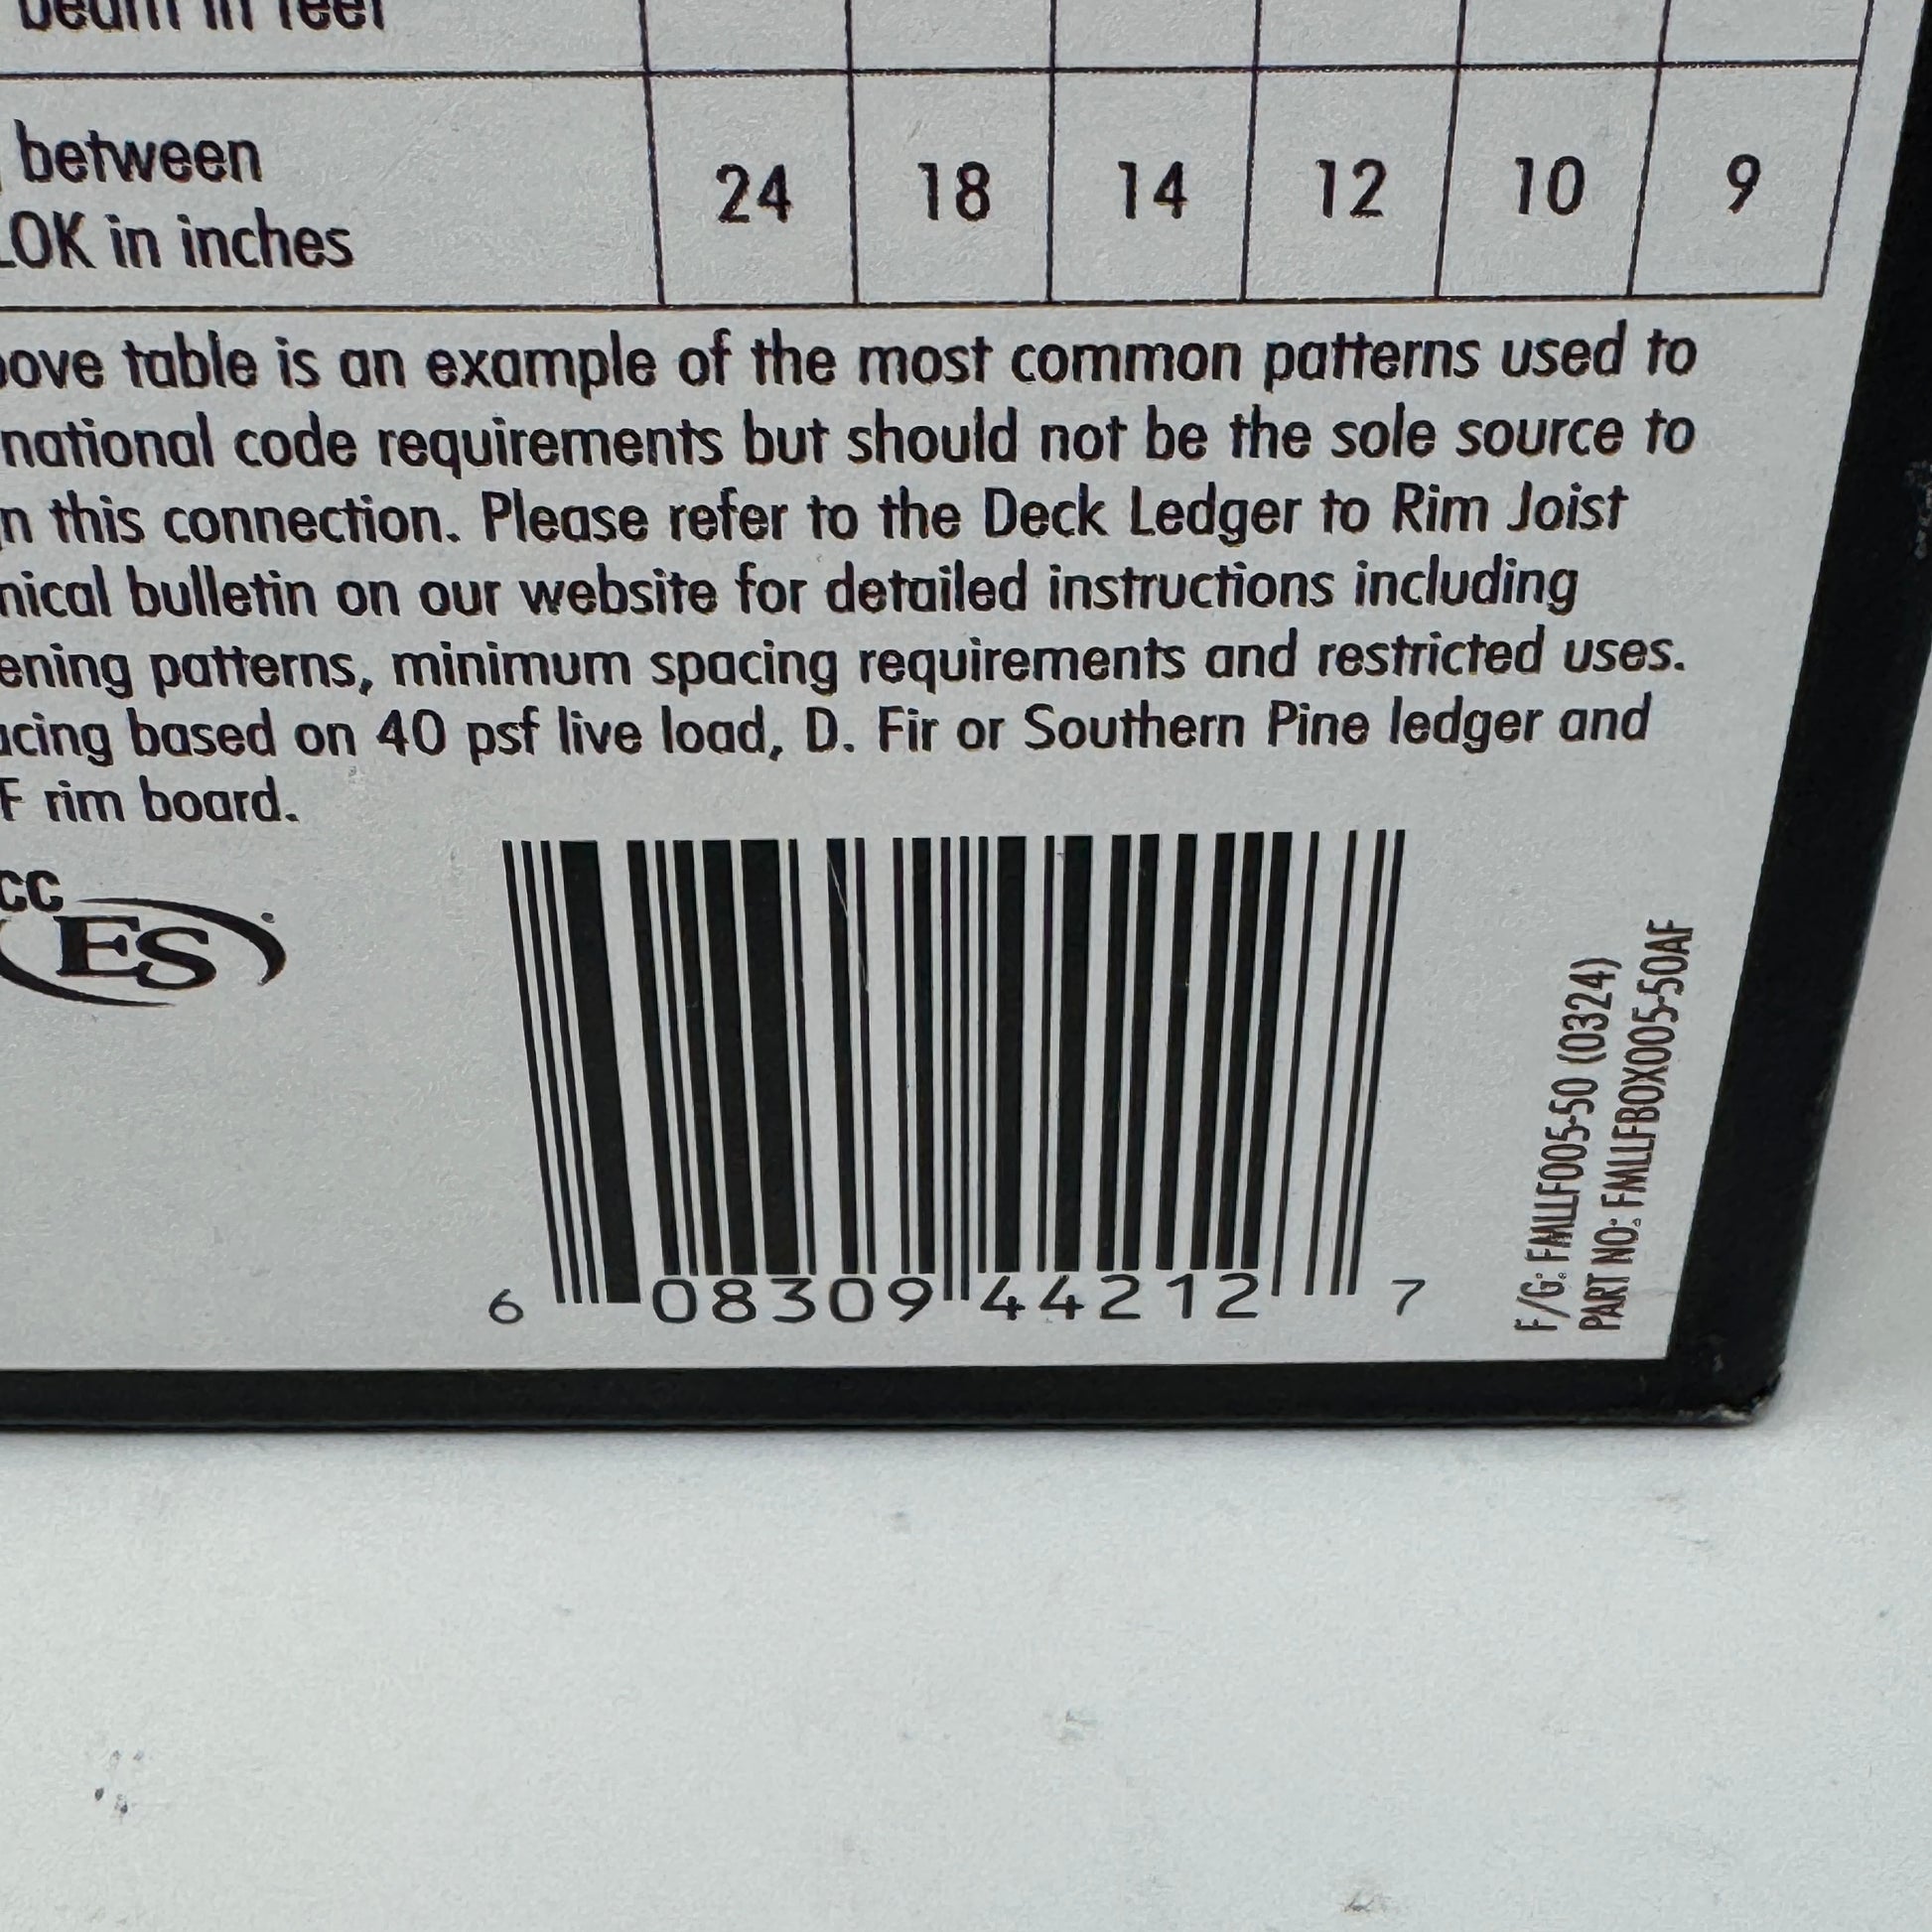 beam in feet
between
24 18 14 12 10 9
LOK in inches
table is an example of the most common patterns used to
national code requirements but should not be the sole source to
this connection. Please refer to the Deck Ledger to Rim Joist
bulletin on our website for detailed instructions including
patterns, minimum spacing requirements and restricted uses.
based on 40 psf live load, D. Fir or Southern Pine ledger and
F rim board.
CC
ES
6 08309 44212 7
F/G: FMLLF005-50 (0324)
PART NO: FMLLFBOX005-50AF